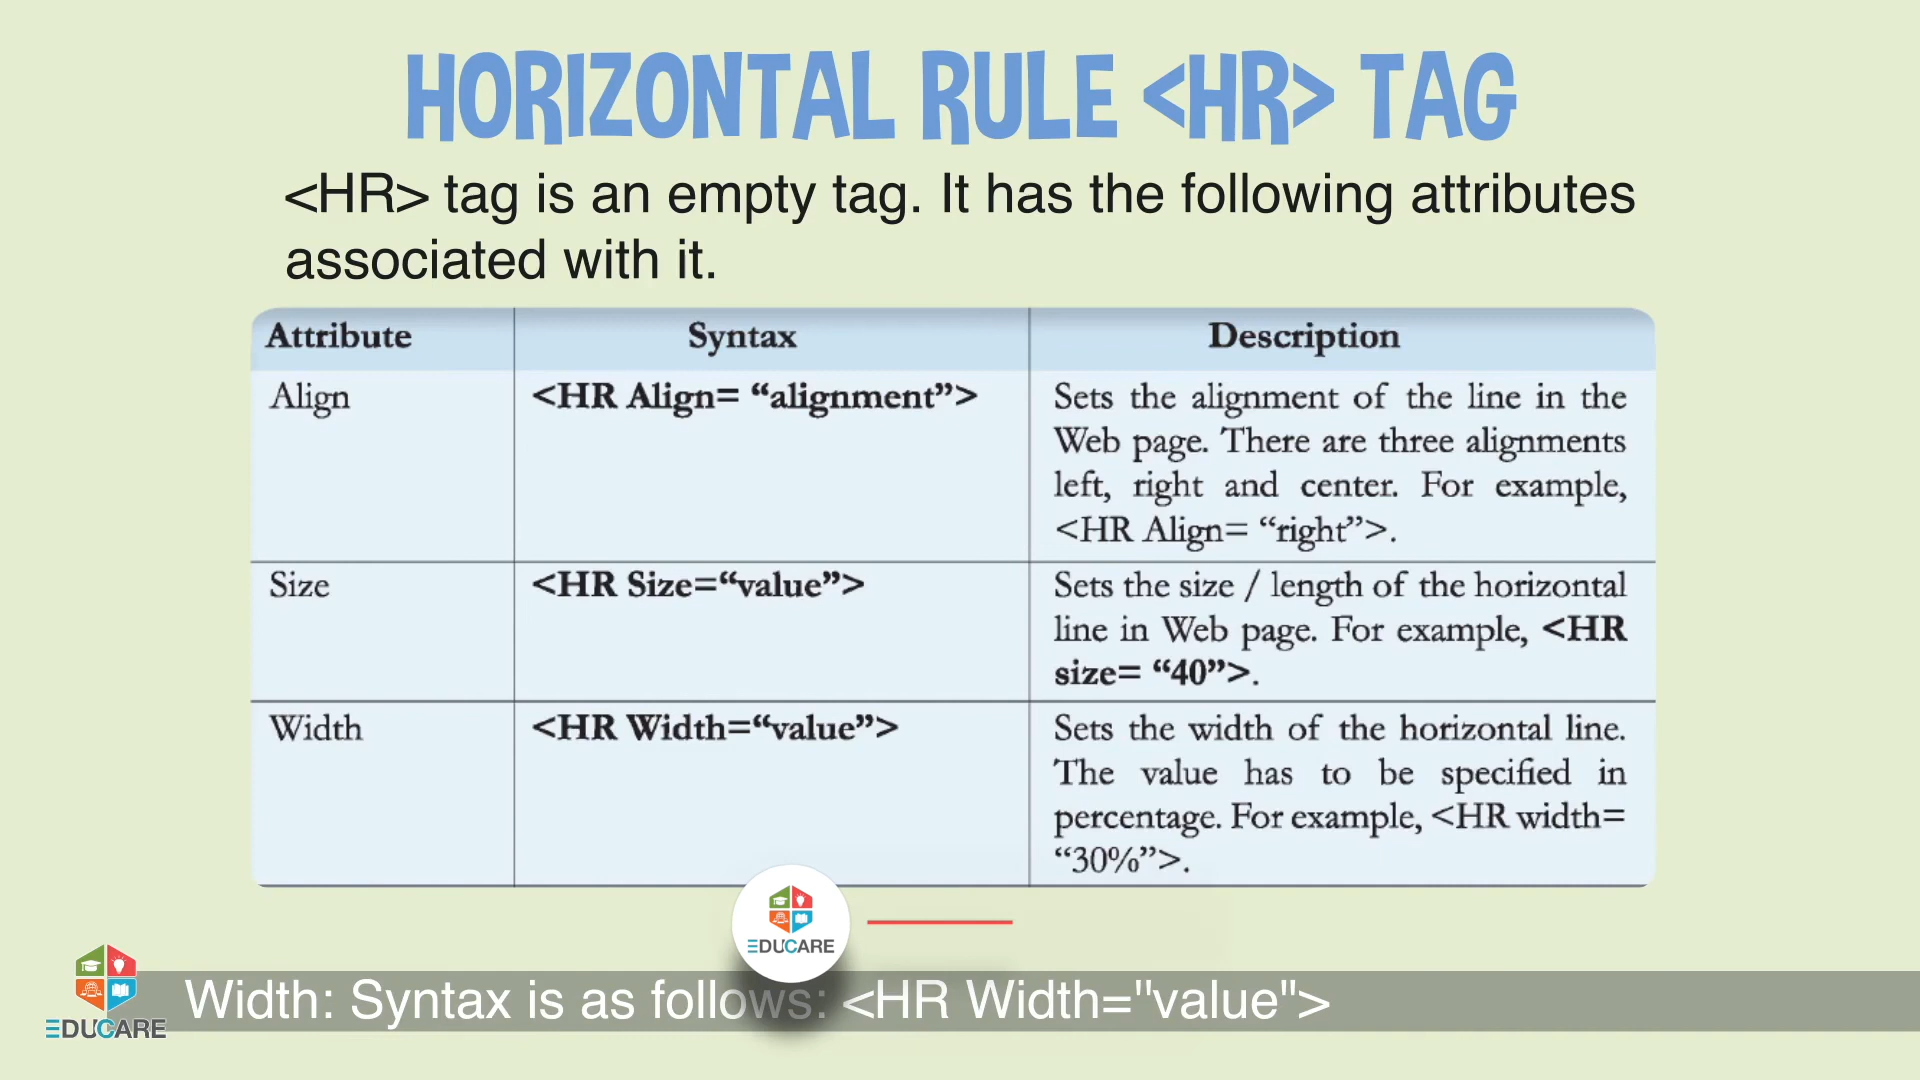 HORIZONTAL RULE <HR> TAG
<HR> tag is an empty tag. It has the following attributes
associated with it.
Attribute Syntax Description
Align <HR Align= “alignment”> Sets the alignment of the line in the
Web page. There are three alignments
left, right and center. For example,
<HR Align= “right”>.
Size <HR Size=“value”> Sets the size / length of the horizontal
line in Web page. For example, <HR
size= “40”>.
Width <HR Width=“value”> Sets the width of the horizontal line.
The value has to be specified in
percentage. For example, <HR width=
“30%”>.
EDUCARE
Width: Syntax is as follows: <HR Width="value">
EDUCARE